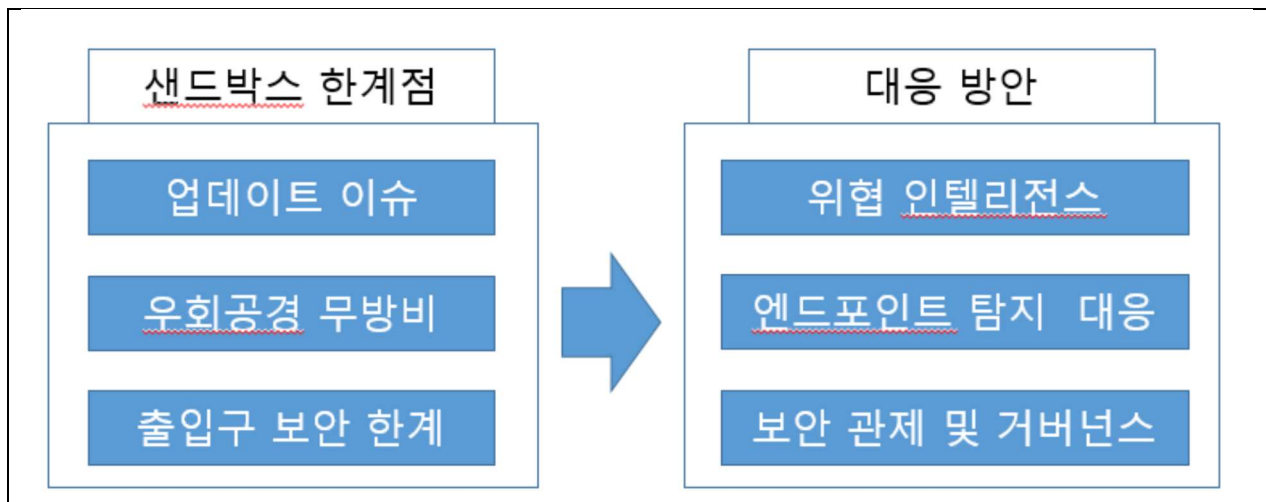 샌드박스 한계점
업데이트 이슈
우회공경 무방비
출입구 보안 한계
대응 방안
위협 인텔리전스
엔드포인트 탐지 대응
보안 관제 및 거버넌스